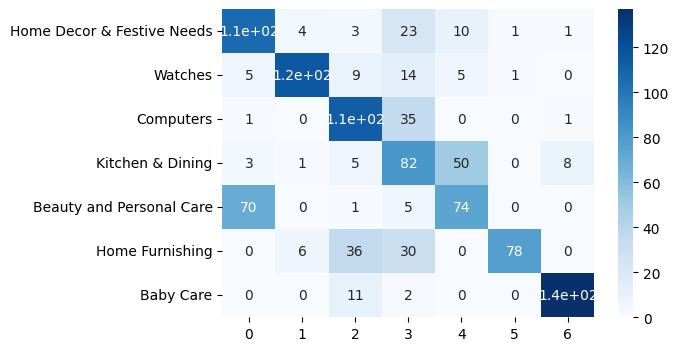 Home Decor & Festive Needs 1.1e+02 4 3 23 10 1 1
Watches 5 1.2e+02 9 14 5 1 0
Computers 1 0 1.1e+02 35 0 0 1
Kitchen & Dining 3 1 5 82 50 0 8
Beauty and Personal Care 70 0 1 5 74 0 0
Home Furnishing 0 6 36 30 0 78 0
Baby Care 0 0 11 2 0 0 1.4e+02
0 1 2 3 4 5 6
120
100
80
60
40
20
0